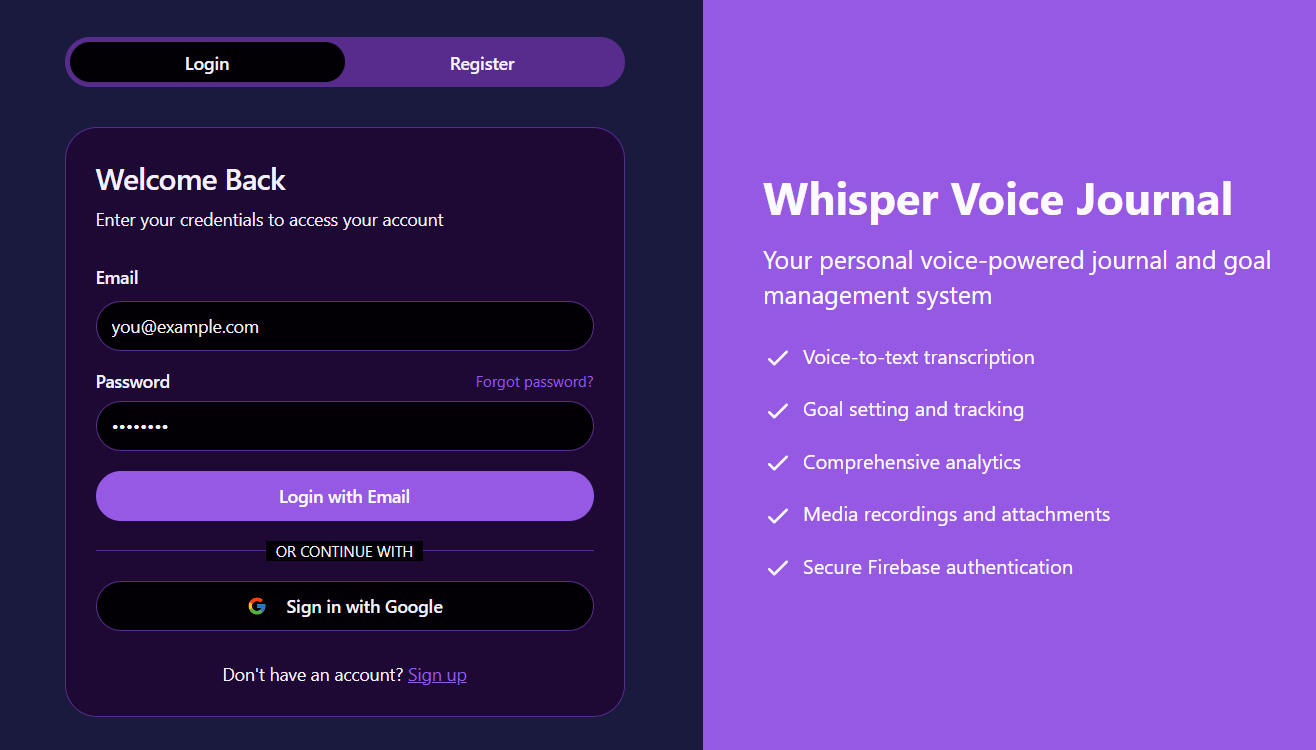 Login
Register
Welcome Back
Enter your credentials to access your account
Email
you@example.com
Password
Forgot password?
••••••••
Login with Email
OR CONTINUE WITH
Sign in with Google
Don't have an account? Sign up
Whisper Voice Journal
Your personal voice-powered journal and goal
management system
Voice-to-text transcription
Goal setting and tracking
Comprehensive analytics
Media recordings and attachments
Secure Firebase authentication